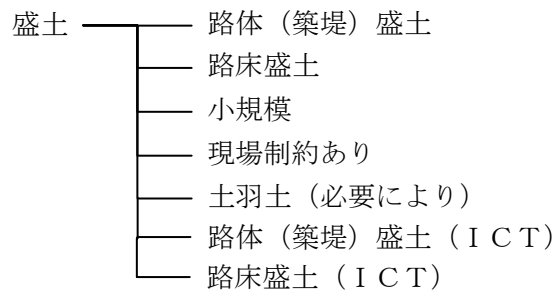 盛土
路体（築堤）盛土
路床盛土
小規模
現場制約あり
土羽土（必要により）
路体（築堤）盛土（ＩＣＴ）
路床盛土（ＩＣＴ）